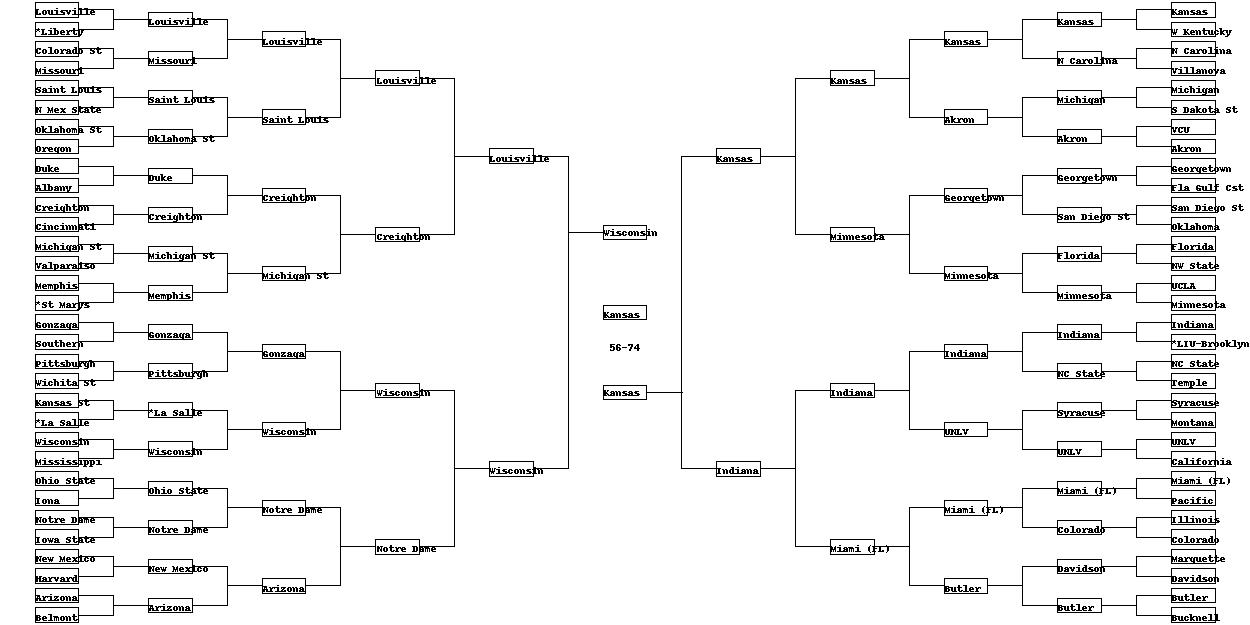 Louisville
*Liberty
Colorado St
Missouri
Saint Louis
N Mex State
Oklahoma St
Oregon
Duke
Albany
Creighton
Cincinnati
Michigan St
Valparaiso
Memphis
*St Marys
Gonzaga
Southern
Pittsburgh
Wichita St
Kansas St
*La Salle
Wisconsin
Mississippi
Ohio State
Iona
Notre Dame
Iowa State
New Mexico
Harvard
Arizona
Belmont
Louisville
Missouri
Saint Louis
Oklahoma St
Duke
Creighton
Michigan St
Memphis
Gonzaga
Pittsburgh
*La Salle
Wisconsin
Ohio State
Notre Dame
New Mexico
Arizona
Louisville
Saint Louis
Creighton
Michigan St
Gonzaga
Wisconsin
Notre Dame
Arizona
Louisville
Creighton
Wisconsin
Notre Dame
Louisville
Wisconsin
Wisconsin
Kansas
56-74
Kansas
Kansas
Indiana
Kansas
Minnesota
Indiana
Miami (FL)
Kansas
Akron
Georgetown
Minnesota
Indiana
UNLV
Miami (FL)
Butler
Kansas
N Carolina
Michigan
Akron
Georgetown
San Diego St
Florida
Minnesota
Indiana
NC State
Syracuse
UNLV
Miami (FL)
Colorado
Davidson
Butler
Kansas
W Kentucky
N Carolina
Villanova
Michigan
S Dakota St
VCU
Akron
Georgetown
Fla Gulf Cst
San Diego St
Oklahoma
Florida
NW State
UCLA
Minnesota
Indiana
*LIU-Brooklyn
NC State
Temple
Syracuse
Montana
UNLV
California
Miami (FL)
Pacific
Illinois
Colorado
Marquette
Davidson
Butler
Bucknell